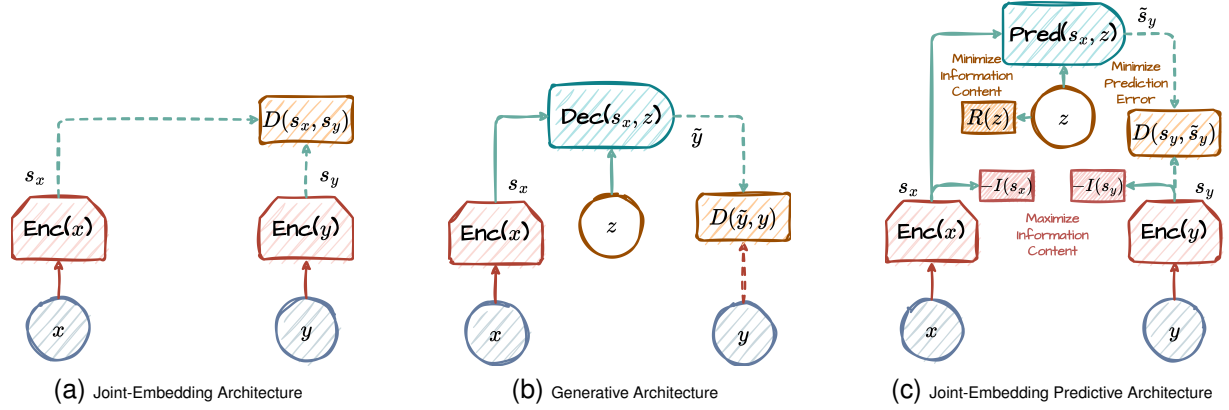 D(s_x, s_y)
s_x
s_y
Enc(x)
Enc(y)
x
y
(a) Joint-Embedding Architecture
Dec(s_x, z)
ỹ
s_x
Enc(x)
z
D(ỹ, y)
x
y
(b) Generative Architecture
Pred(s_x, z)
s̃_y
Minimize
Information
Content
R(z)
z
Minimize
Prediction
Error
D(s_y, s̃_y)
s_x
−I(s_x)
−I(s_y)
s_y
Enc(x)
Maximize
Information
Content
Enc(y)
x
y
(c) Joint-Embedding Predictive Architecture